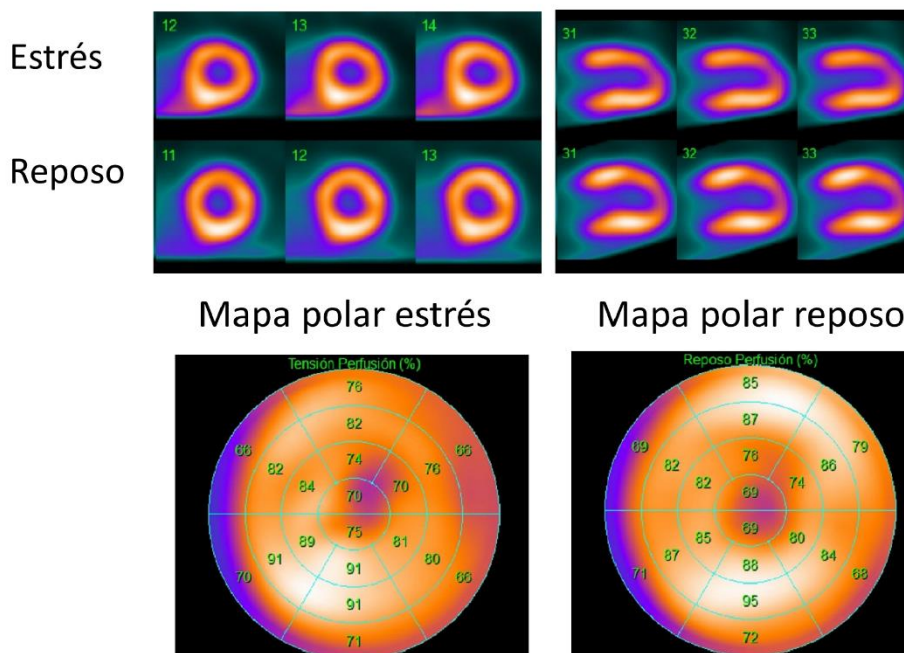 Estrés
12 13 14
31 32 33
Reposo
11 12 13
31 32 33
Mapa polar estrés
Mapa polar reposo
Tensión Perfusión (%)
76
82
66 82 74 76 66
84 70 70
75
89 81
91 91 80
70 91 66
71
Reposo Perfusión (%)
85
87
69 82 76 86 79
82 69 74
69
85 80
87 88 84
71 95 68
72